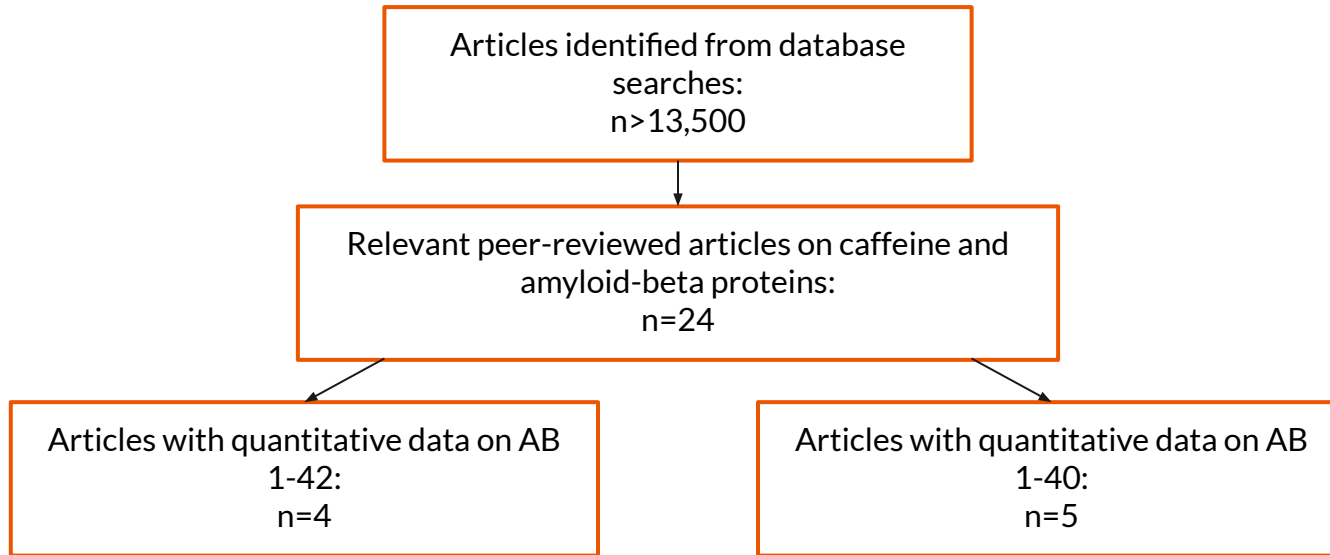 Articles identified from database
searches:
n>13,500
Relevant peer-reviewed articles on caffeine and
amyloid-beta proteins:
n=24
Articles with quantitative data on AB
1-42:
n=4
Articles with quantitative data on AB
1-40:
n=5